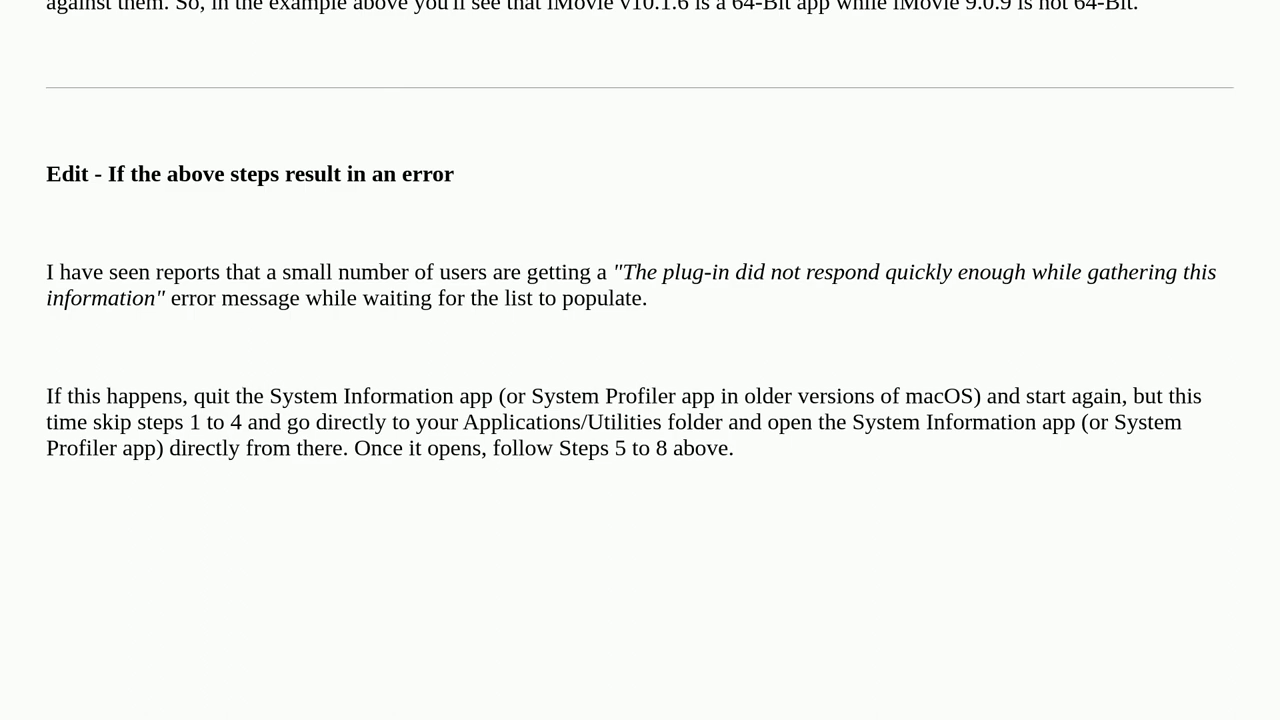 against them. So, in the example above you'll see that iMovie v10.1.6 is a 64-Bit app while iMovie 9.0.9 is not 64-Bit.
Edit - If the above steps result in an error
I have seen reports that a small number of users are getting a "The plug-in did not respond quickly enough while gathering this
information" error message while waiting for the list to populate.
If this happens, quit the System Information app (or System Profiler app in older versions of macOS) and start again, but this
time skip steps 1 to 4 and go directly to your Applications/Utilities folder and open the System Information app (or System
Profiler app) directly from there. Once it opens, follow Steps 5 to 8 above.